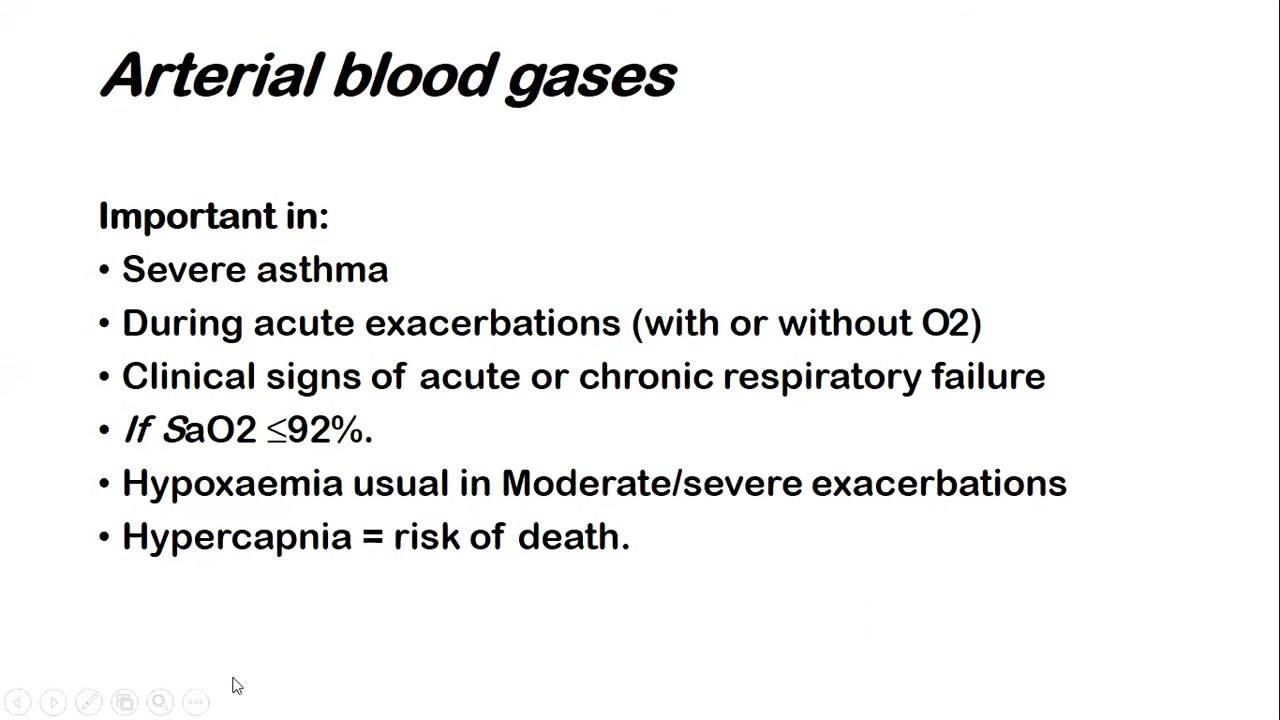 Arterial blood gases
Important in:
• Severe asthma
• During acute exacerbations (with or without O2)
• Clinical signs of acute or chronic respiratory failure
• If SaO2 ≤92%.
• Hypoxaemia usual in Moderate/severe exacerbations
• Hypercapnia = risk of death.